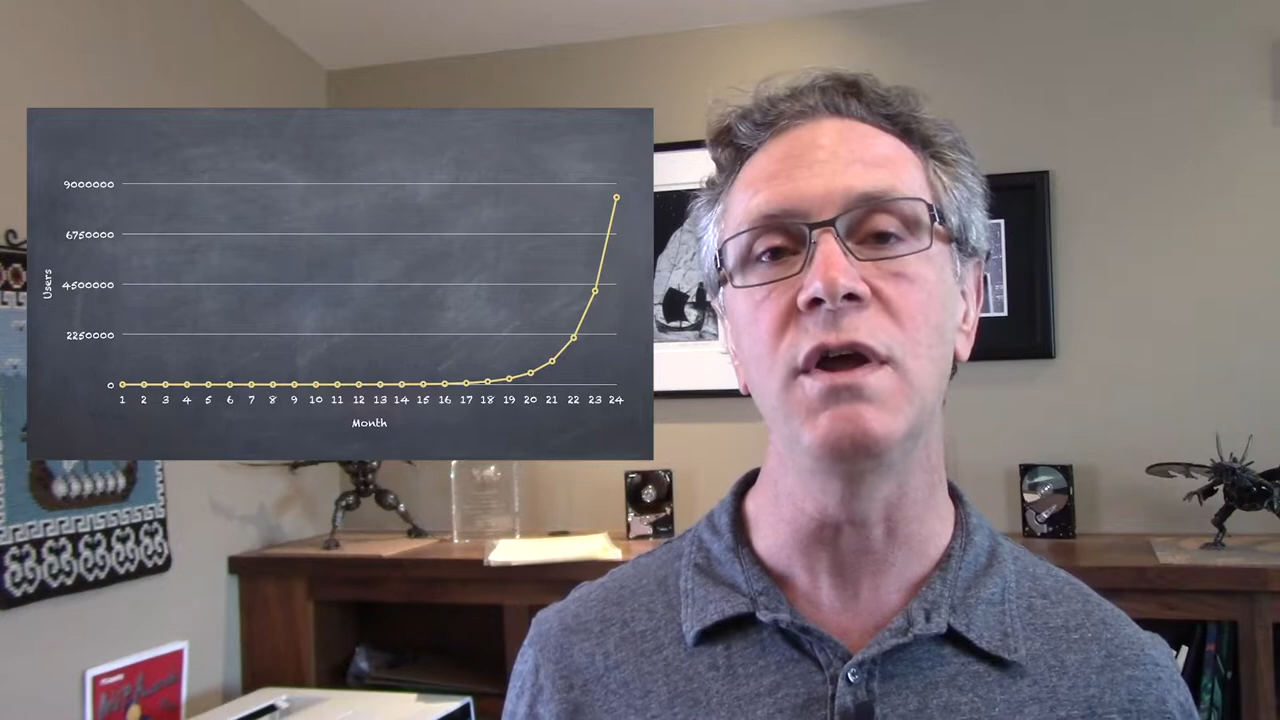 9000000
6750000
4500000
2250000
0
Users
1 2 3 4 5 6 7 8 9 10 11 12 13 14 15 16 17 18 19 20 21 22 23 24
Month